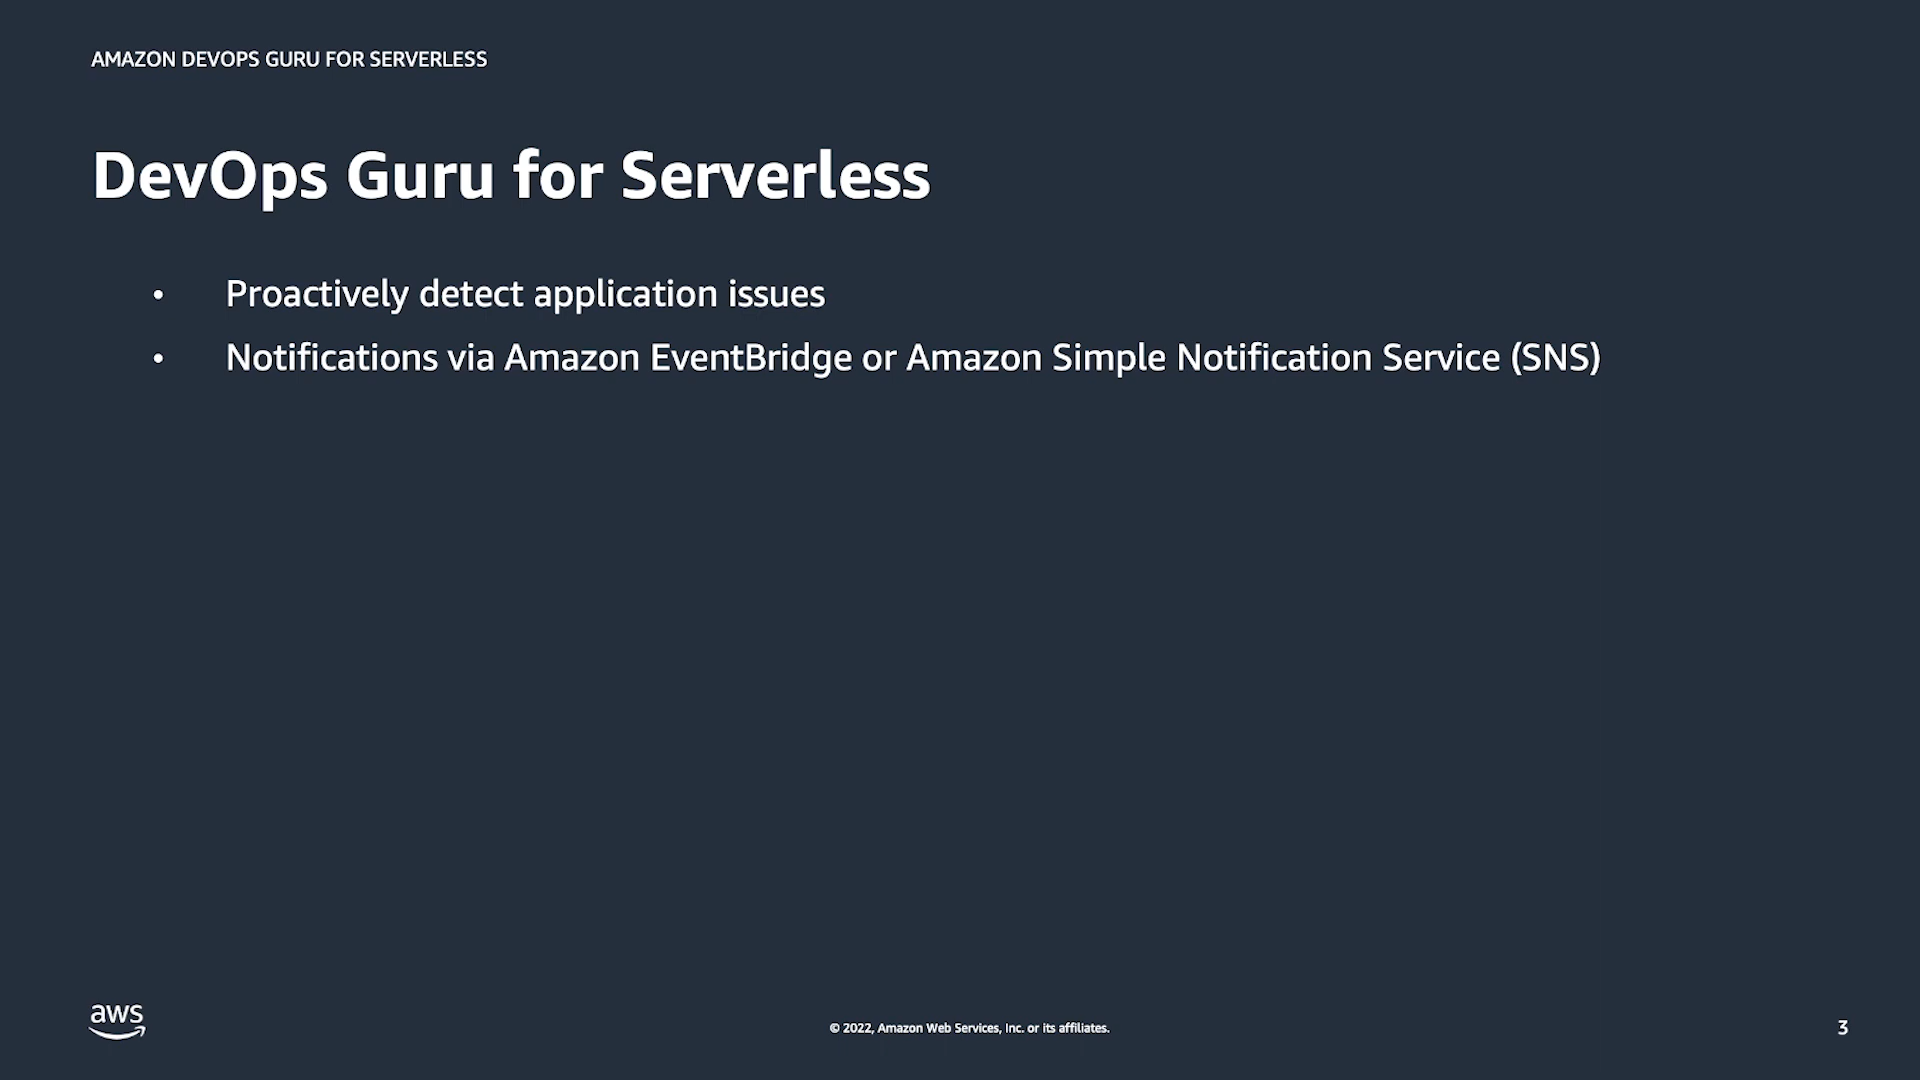 AMAZON DEVOPS GURU FOR SERVERLESS
DevOps Guru for Serverless
• Proactively detect application issues
• Notifications via Amazon EventBridge or Amazon Simple Notification Service (SNS)
aws
© 2022, Amazon Web Services, Inc. or its affiliates.
3